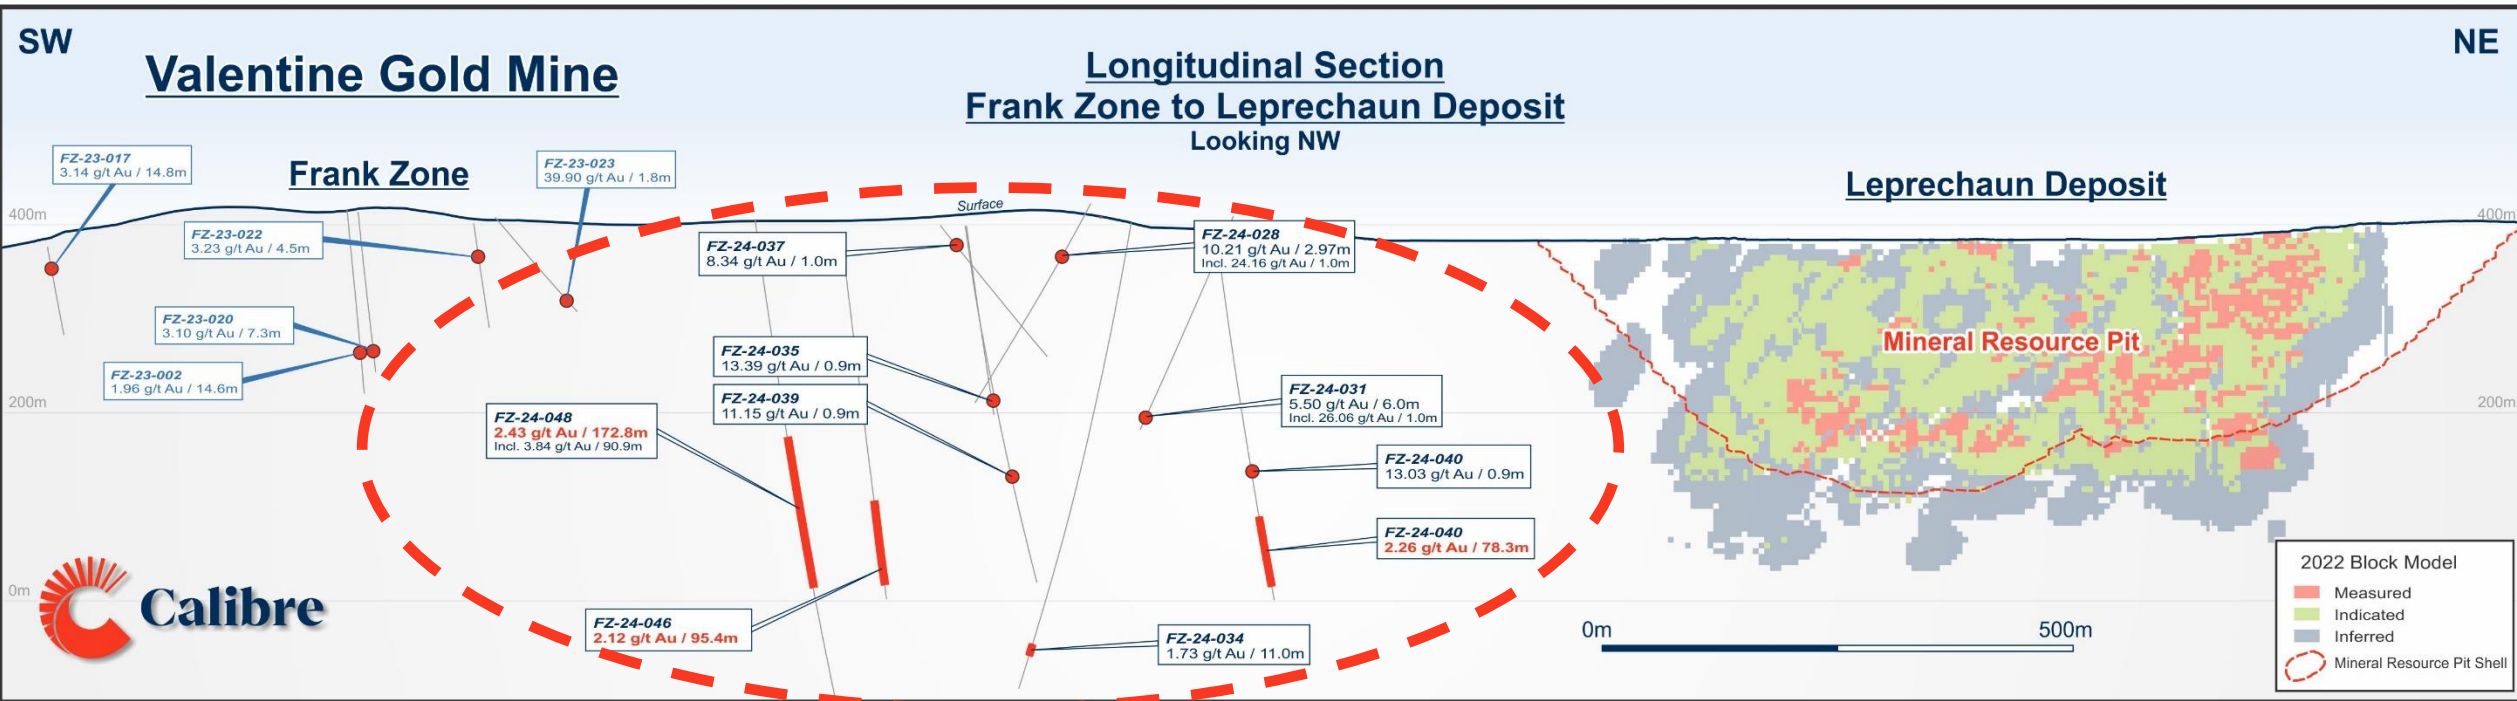 SW
NE
Valentine Gold Mine
Longitudinal Section
Frank Zone to Leprechaun Deposit
Looking NW
FZ-23-017
3.14 g/t Au / 14.8m
Frank Zone
FZ-23-023
39.90 g/t Au / 1.8m
Leprechaun Deposit
400m
Surface
400m
FZ-23-022
3.23 g/t Au / 4.5m
FZ-24-037
8.34 g/t Au / 1.0m
FZ-24-028
10.21 g/t Au / 2.97m
Incl. 24.16 g/t Au / 1.0m
FZ-23-020
3.10 g/t Au / 7.3m
FZ-24-035
13.39 g/t Au / 0.9m
Mineral Resource Pit
FZ-23-002
1.96 g/t Au / 14.6m
FZ-24-039
11.15 g/t Au / 0.9m
FZ-24-031
5.50 g/t Au / 6.0m
Incl. 26.06 g/t Au / 1.0m
200m
200m
FZ-24-048
2.43 g/t Au / 172.8m
Incl. 3.84 g/t Au / 90.9m
FZ-24-040
13.03 g/t Au / 0.9m
FZ-24-040
2.26 g/t Au / 78.3m
0m
Calibre
FZ-24-046
2.12 g/t Au / 95.4m
FZ-24-034
1.73 g/t Au / 11.0m
0m
500m
2022 Block Model
Measured
Indicated
Inferred
Mineral Resource Pit Shell